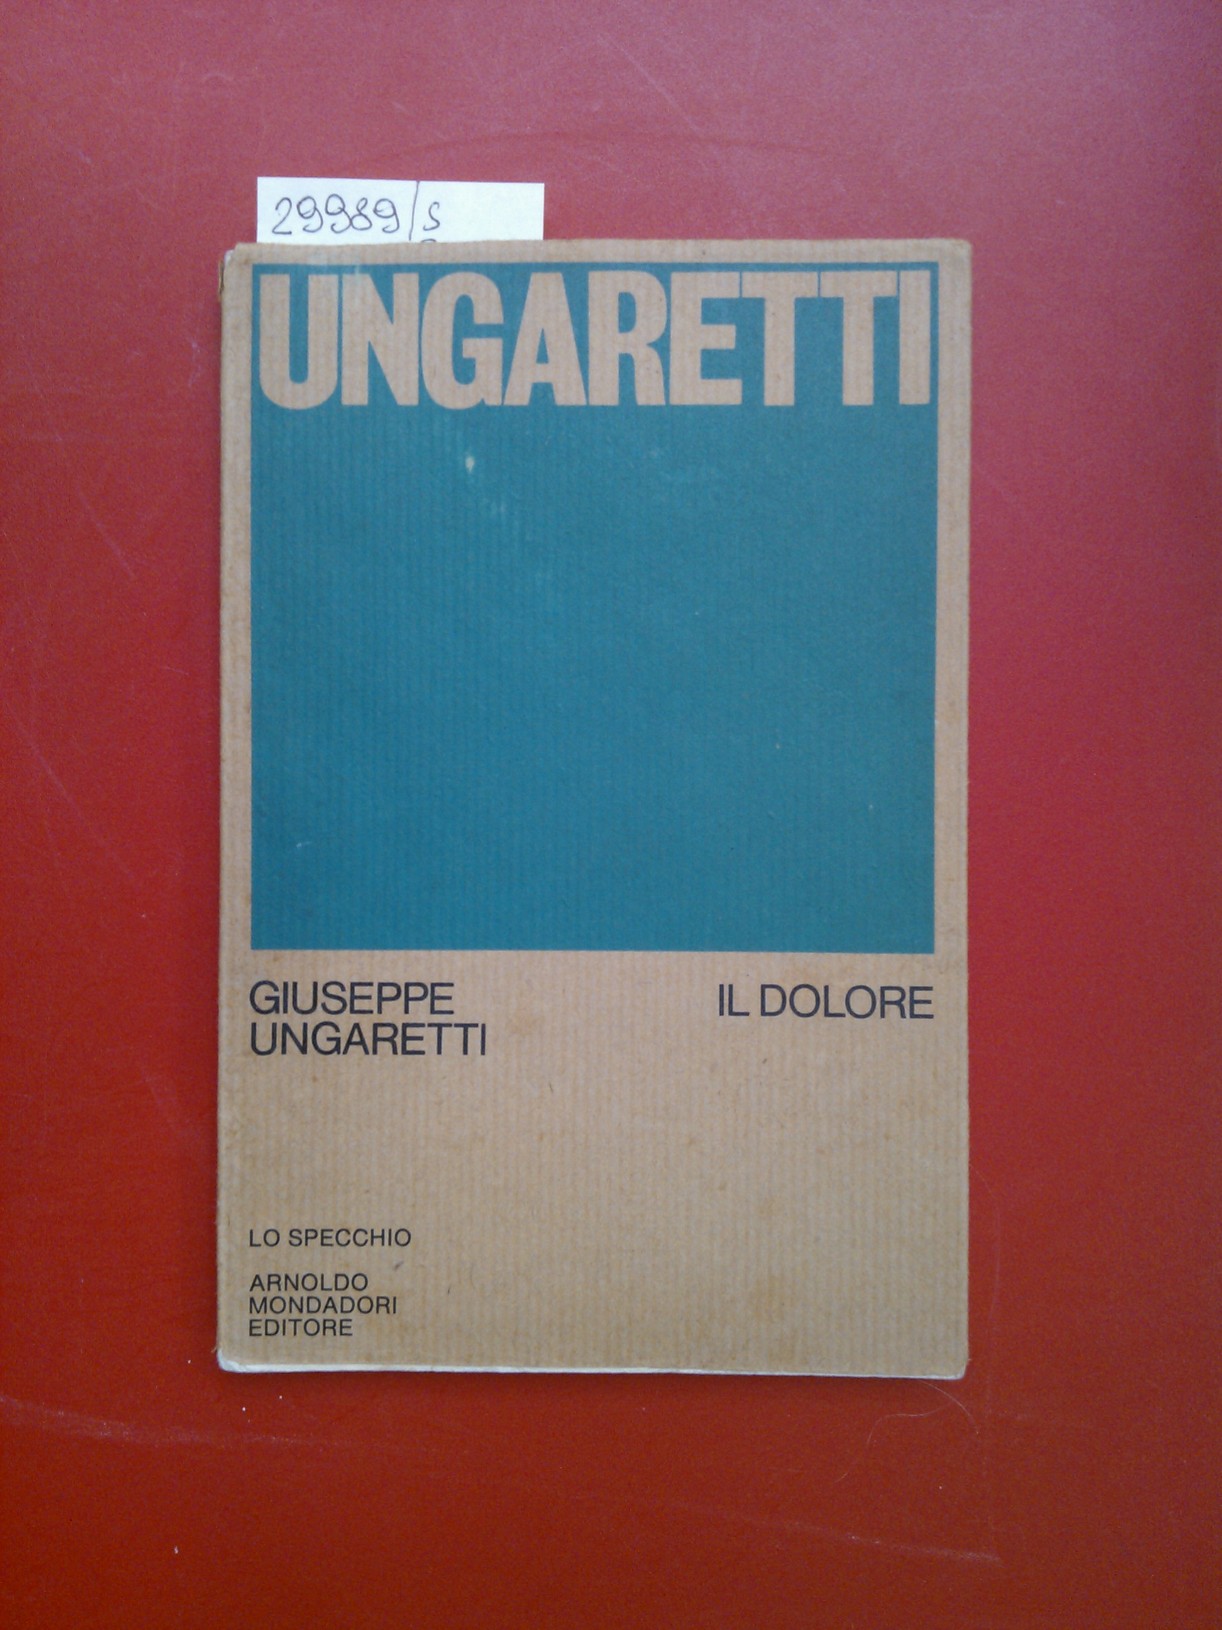 29989/S
UNGARETTI
GIUSEPPE
UNGARETTI
IL DOLORE
LO SPECCHIO
ARNOLDO
MONDADORI
EDITORE